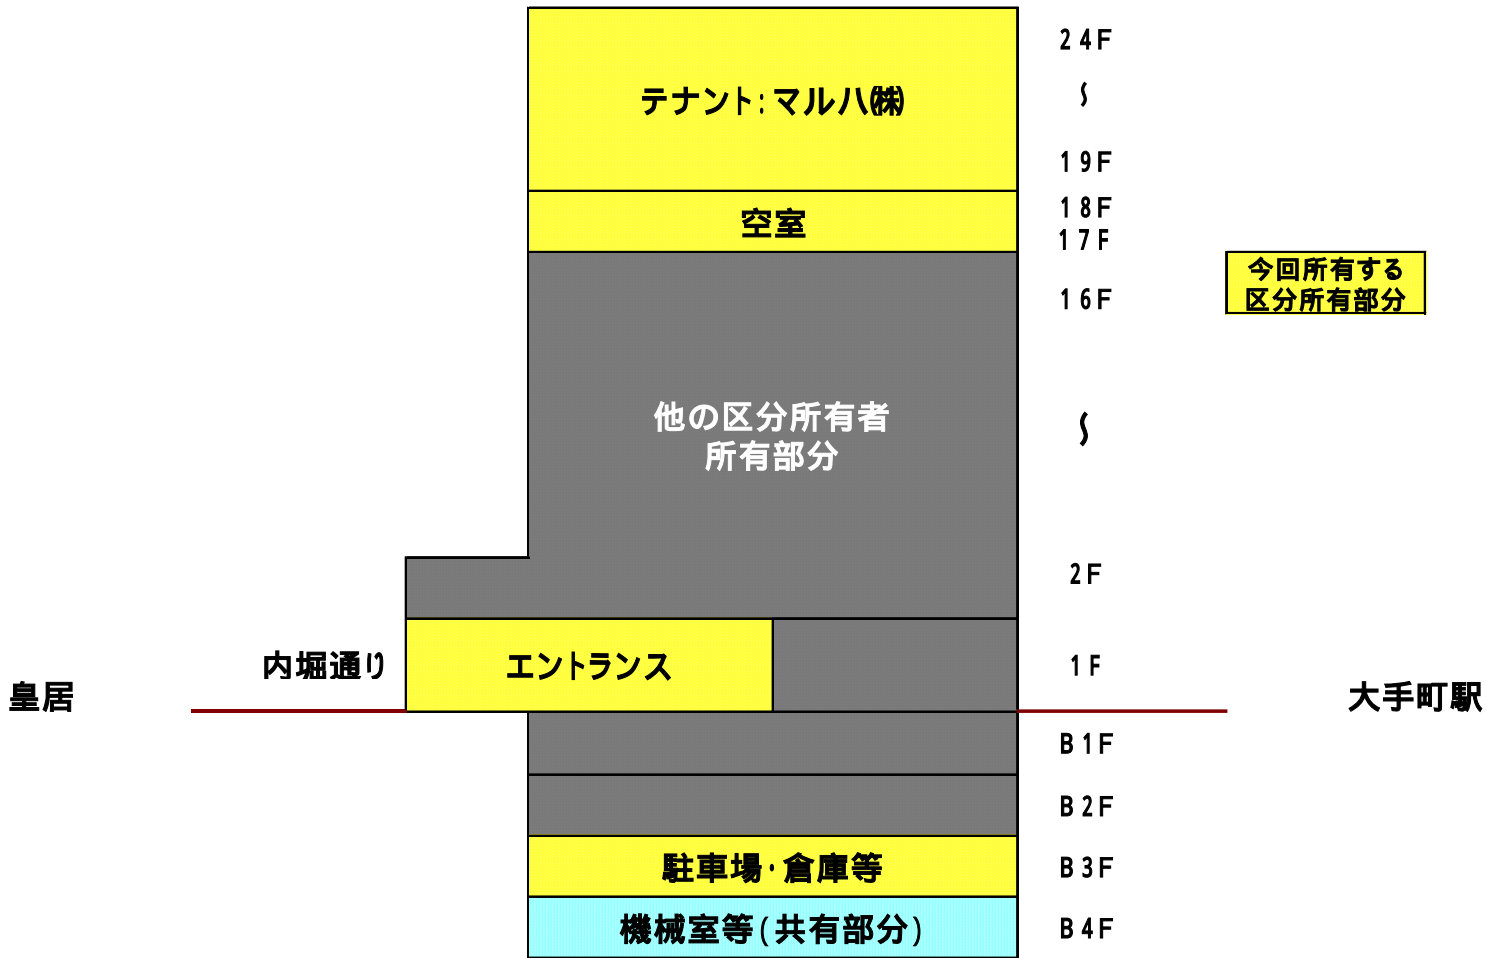 24F
テナント:マルハ(株)
~
19F
18F
空室
17F
今回所有する
区分所有部分
16F
他の区分所有者
所有部分
~
2F
内堀通り
エントランス
1F
皇居
大手町駅
B1F
B2F
駐車場・倉庫等
B3F
機械室等(共有部分)
B4F